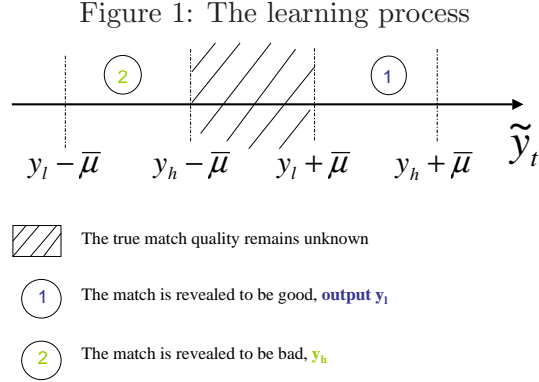 Figure 1: The learning process
2
1
y_l − μ̅
y_h − μ̅
y_l + μ̅
y_h + μ̅
ỹ_t
The true match quality remains unknown
1 The match is revealed to be good, output y_l
2 The match is revealed to be bad, y_h